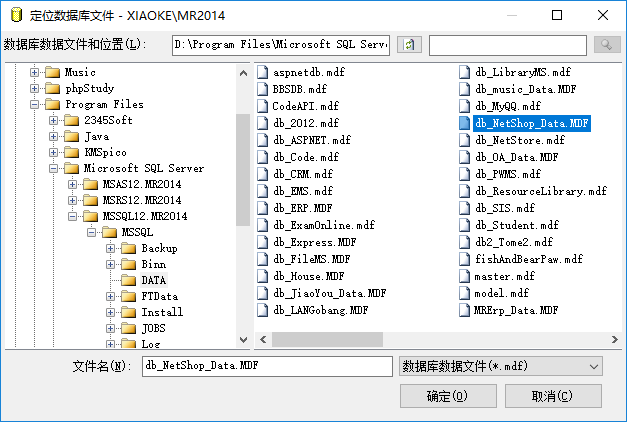 定位数据库文件 - XIAOKE\MR2014
数据库数据文件和位置(L):
D:\Program Files\Microsoft SQL Serve
Music
phpStudy
Program Files
2345Soft
Java
KMSpico
Microsoft SQL Server
MSAS12.MR2014
MSRS12.MR2014
MSSQL12.MR2014
MSSQL
Backup
Binn
DATA
FTData
Install
JOBS
Log
aspnetdb.mdf
BBSDB.mdf
CodeAPI.mdf
db_2012.mdf
db_ASPNET.mdf
db_Code.mdf
db_CRM.mdf
db_EMS.mdf
db_ERP.MDF
db_ExamOnline.mdf
db_Express.MDF
db_FileMS.MDF
db_House.MDF
db_JiaoYou_Data.MDF
db_LANGobang.MDF
db_LibraryMS.mdf
db_music_Data.MDF
db_MyQQ.mdf
db_NetShop_Data.MDF
db_NetStore.mdf
db_OA_Data.MDF
db_PWMS.mdf
db_ResourceLibrary.mdf
db_SIS.mdf
db_Student.mdf
db2_Tome2.mdf
fishAndBearPaw.mdf
master.mdf
model.mdf
MRErp_Data.MDF
文件名(N):
db_NetShop_Data.MDF
数据库数据文件(*.mdf)
确定(O)
取消(C)